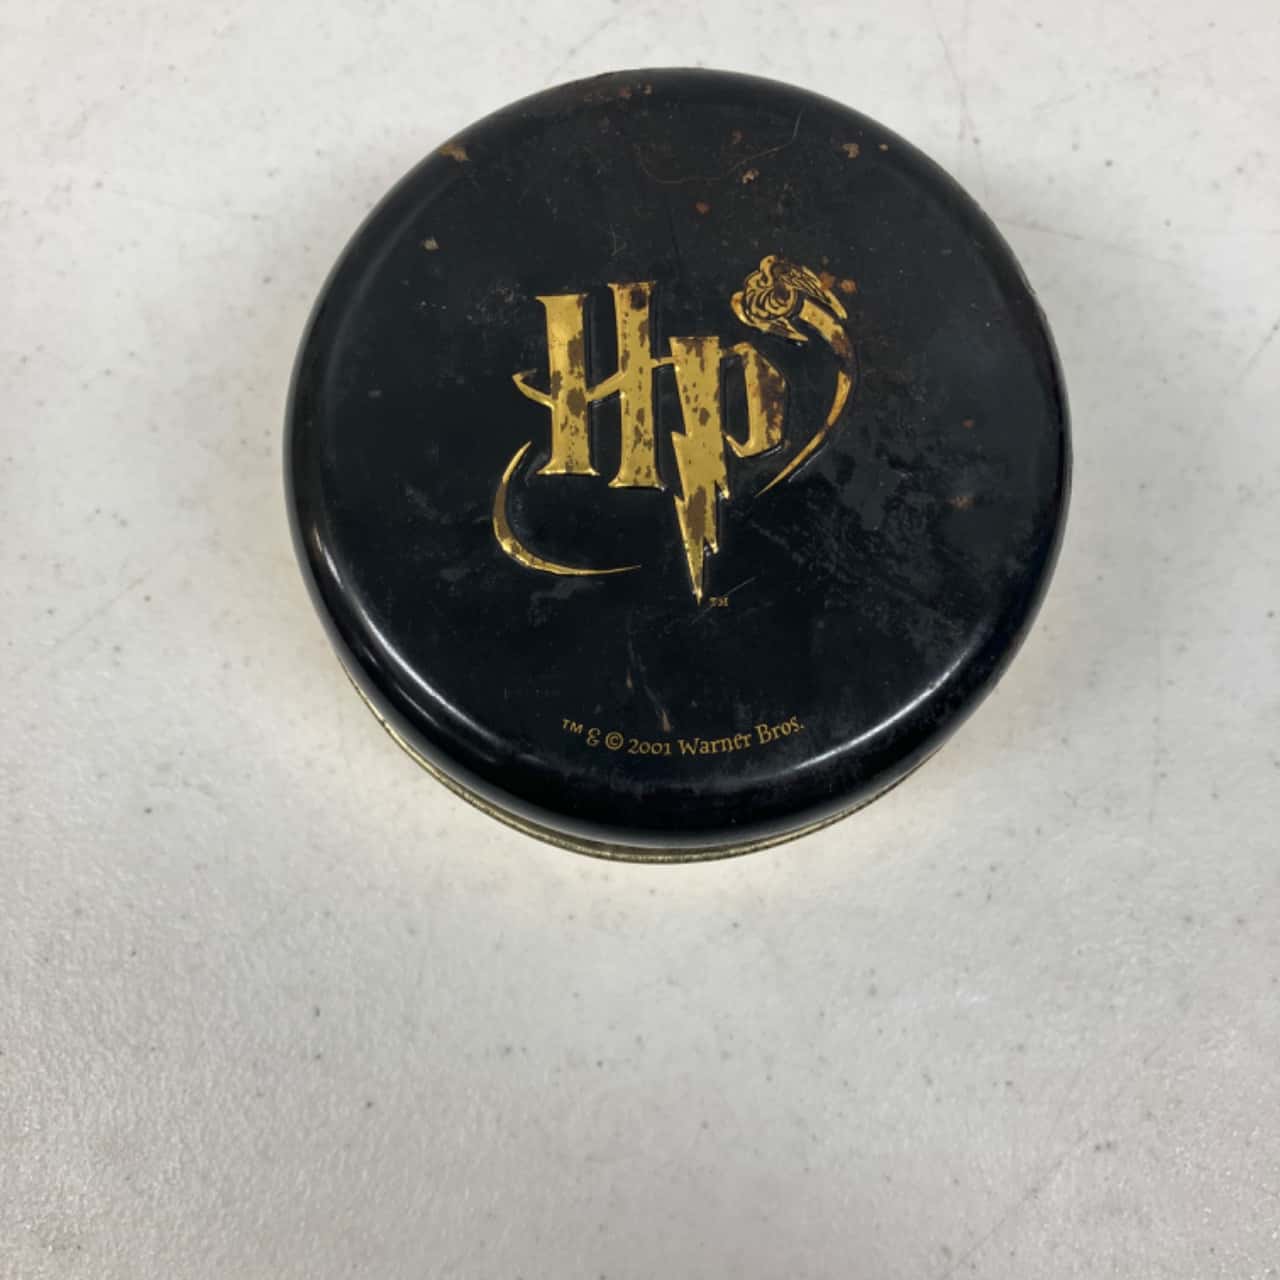 HP
™
™ & © 2001 Warner Bros.